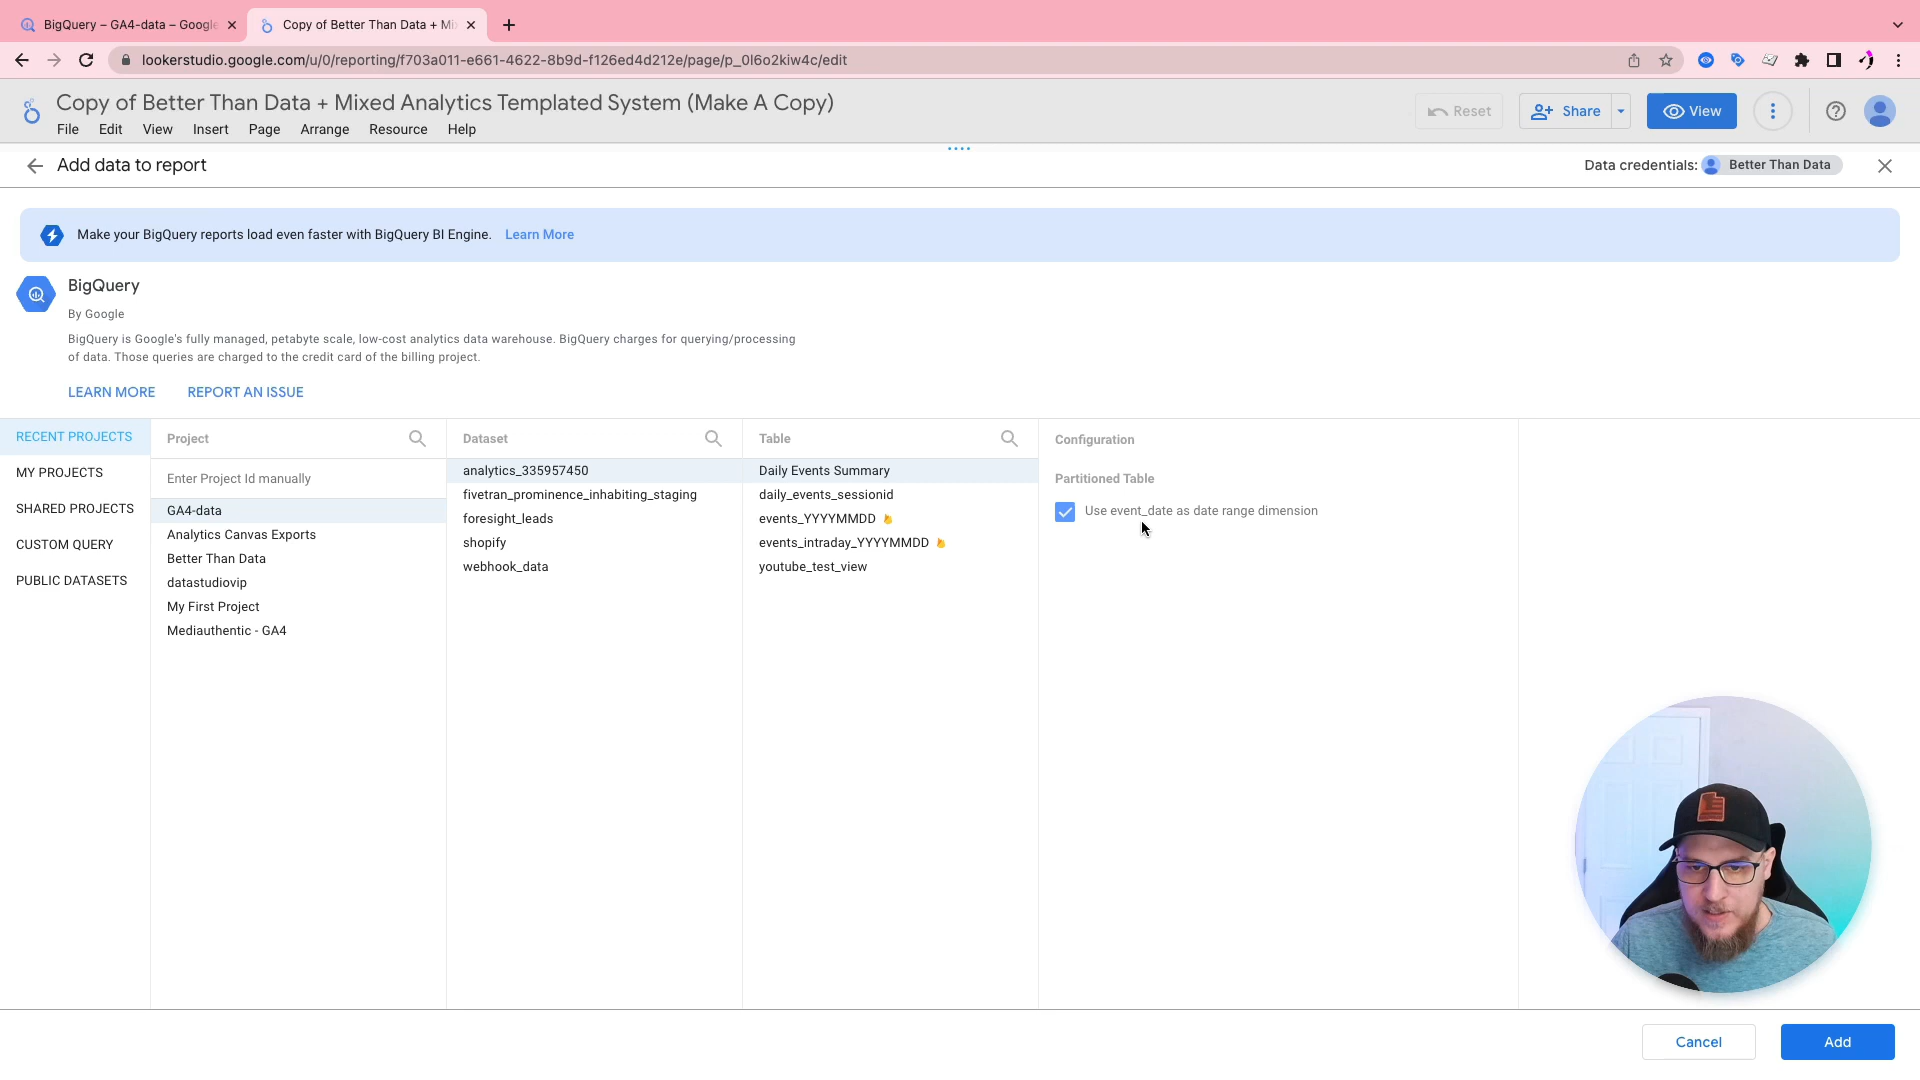 BigQuery – GA4-data – Google
Copy of Better Than Data + Mi
lookerstudio.google.com/u/0/reporting/f703a011-e661-4622-8b9d-f126ed4d212e/page/p_0l6o2kiw4c/edit
Copy of Better Than Data + Mixed Analytics Templated System (Make A Copy)
Reset
Share
View
File Edit View Insert Page Arrange Resource Help
Add data to report
Data credentials: Better Than Data
Make your BigQuery reports load even faster with BigQuery BI Engine. Learn More
BigQuery
By Google
BigQuery is Google's fully managed, petabyte scale, low-cost analytics data warehouse. BigQuery charges for querying/processing
of data. Those queries are charged to the credit card of the billing project.
LEARN MORE REPORT AN ISSUE
RECENT PROJECTS
MY PROJECTS
SHARED PROJECTS
CUSTOM QUERY
PUBLIC DATASETS
Project
Enter Project Id manually
GA4-data
Analytics Canvas Exports
Better Than Data
datastudiovip
My First Project
Mediauthentic - GA4
Dataset
analytics_335957450
fivetran_prominence_inhabiting_staging
foresight_leads
shopify
webhook_data
Table
Daily Events Summary
daily_events_sessionid
events_YYYYMMDD
events_intraday_YYYYMMDD
youtube_test_view
Configuration
Partitioned Table
Use event_date as date range dimension
Cancel
Add